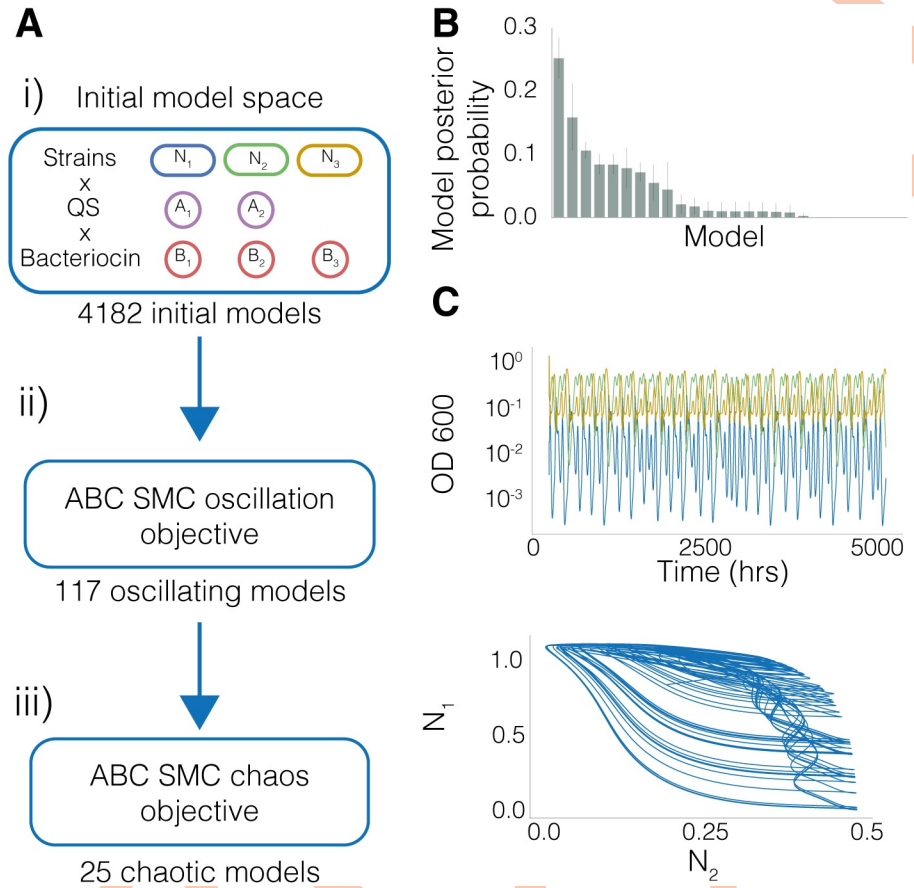 A
i) Initial model space
Strains N1 N2 N3
x
QS A1 A2
x
Bacteriocin B1 B2 B3
4182 initial models
ii)
ABC SMC oscillation
objective
117 oscillating models
iii)
ABC SMC chaos
objective
25 chaotic models
B
Model posterior
probability
0.3
0.2
0.1
0.0
Model
C
OD 600
10^0
10^-1
10^-2
10^-3
0 2500 5000
Time (hrs)
N1
1.0
0.5
0.0
0.0 0.25 0.5
N2